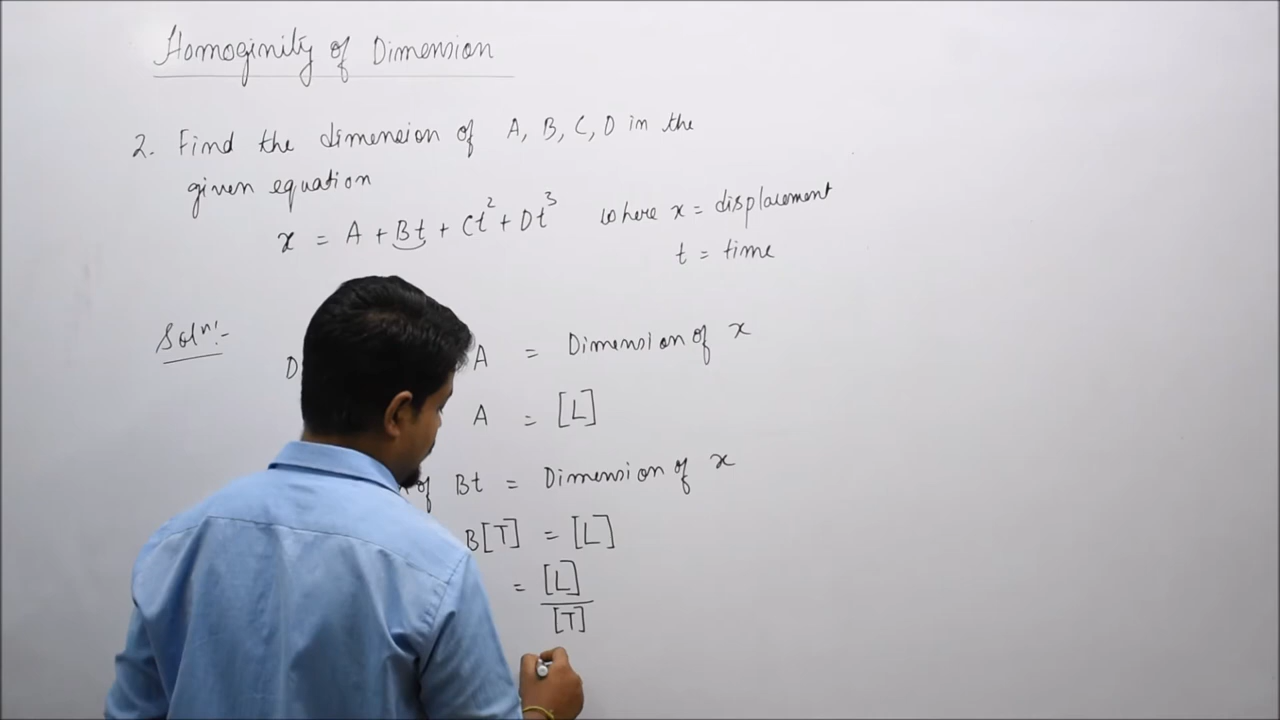 Homoginity of Dimension
2. Find the dimension of A, B, C, D in the
given equation
x = A + Bt + Ct² + Dt³ where x = displacement
t = time
Soln:-
D A = Dimension of x
A = [L]
of Bt = Dimension of x
B[T] = [L]
= [L]
[T]